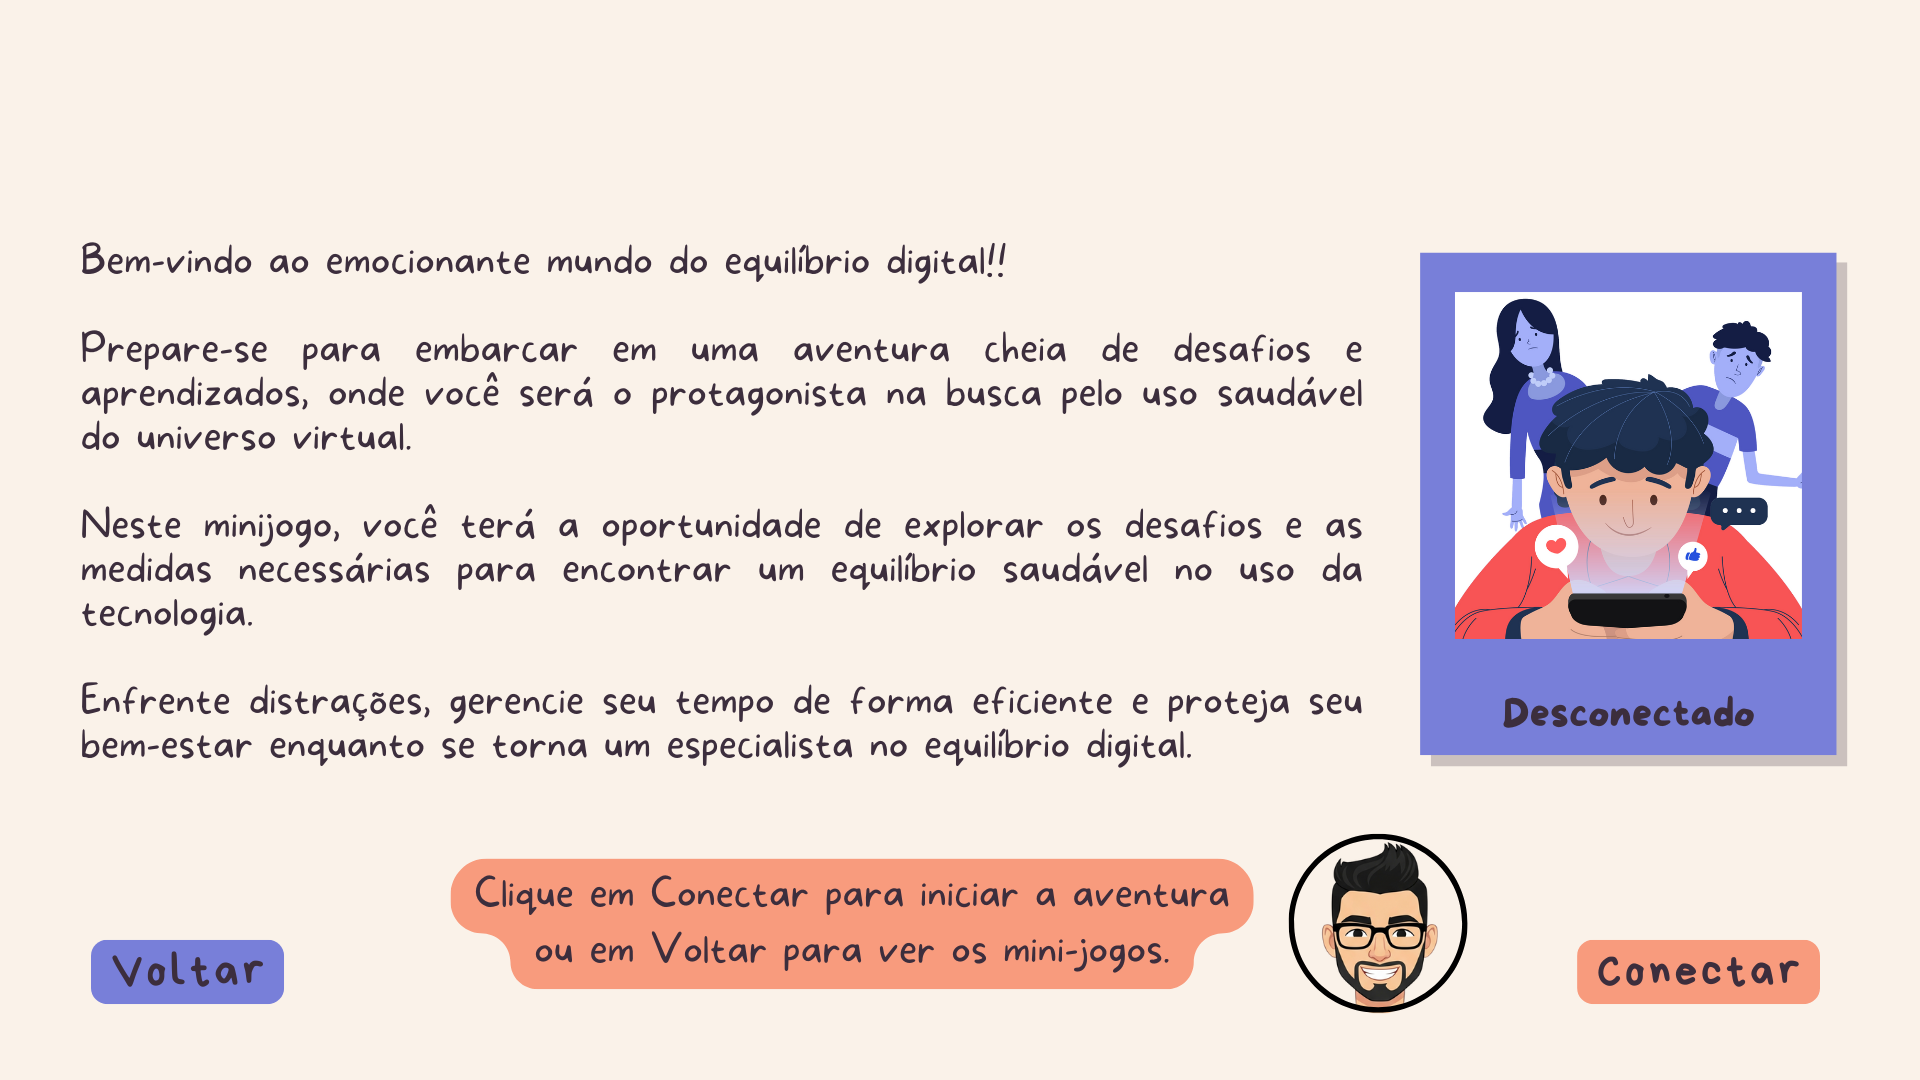 Bem-vindo ao emocionante mundo do equilíbrio digital!!
Prepare-se para embarcar em uma aventura cheia de desafios e
aprendizados, onde você será o protagonista na busca pelo uso saudável
do universo virtual.
Neste minijogo, você terá a oportunidade de explorar os desafios e as
medidas necessárias para encontrar um equilíbrio saudável no uso da
tecnologia.
Enfrente distrações, gerencie seu tempo de forma eficiente e proteja seu
bem-estar enquanto se torna um especialista no equilíbrio digital.
Desconectado
Clique em Conectar para iniciar a aventura
ou em Voltar para ver os mini-jogos.
Voltar
Conectar